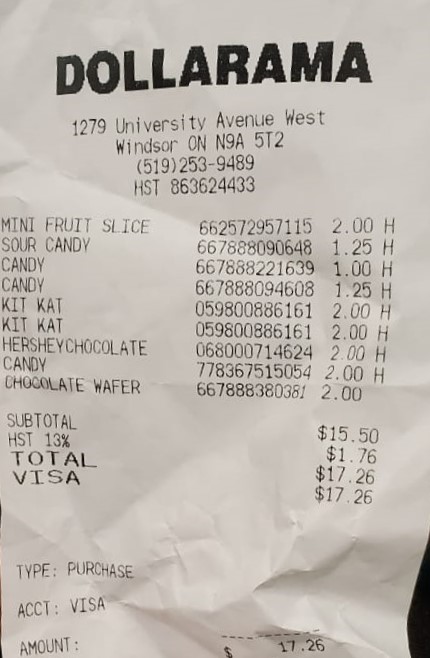 DOLLARAMA
1279 University Avenue West
Windsor ON N9A 5T2
(519)253-9489
HST 863624433
MINI FRUIT SLICE 662572957115 2.00 H
SOUR CANDY 667888090648 1.25 H
CANDY 667888221639 1.00 H
CANDY 667888094608 1.25 H
KIT KAT 059800886161 2.00 H
KIT KAT 059800886161 2.00 H
HERSHEYCHOCOLATE 068000714624 2.00 H
CANDY 778367515054 2.00 H
CHOCOLATE WAFER 667888380381 2.00
SUBTOTAL $15.50
HST 13% $1.76
TOTAL $17.26
VISA $17.26
TYPE: PURCHASE
ACCT: VISA
AMOUNT: $ 17.26